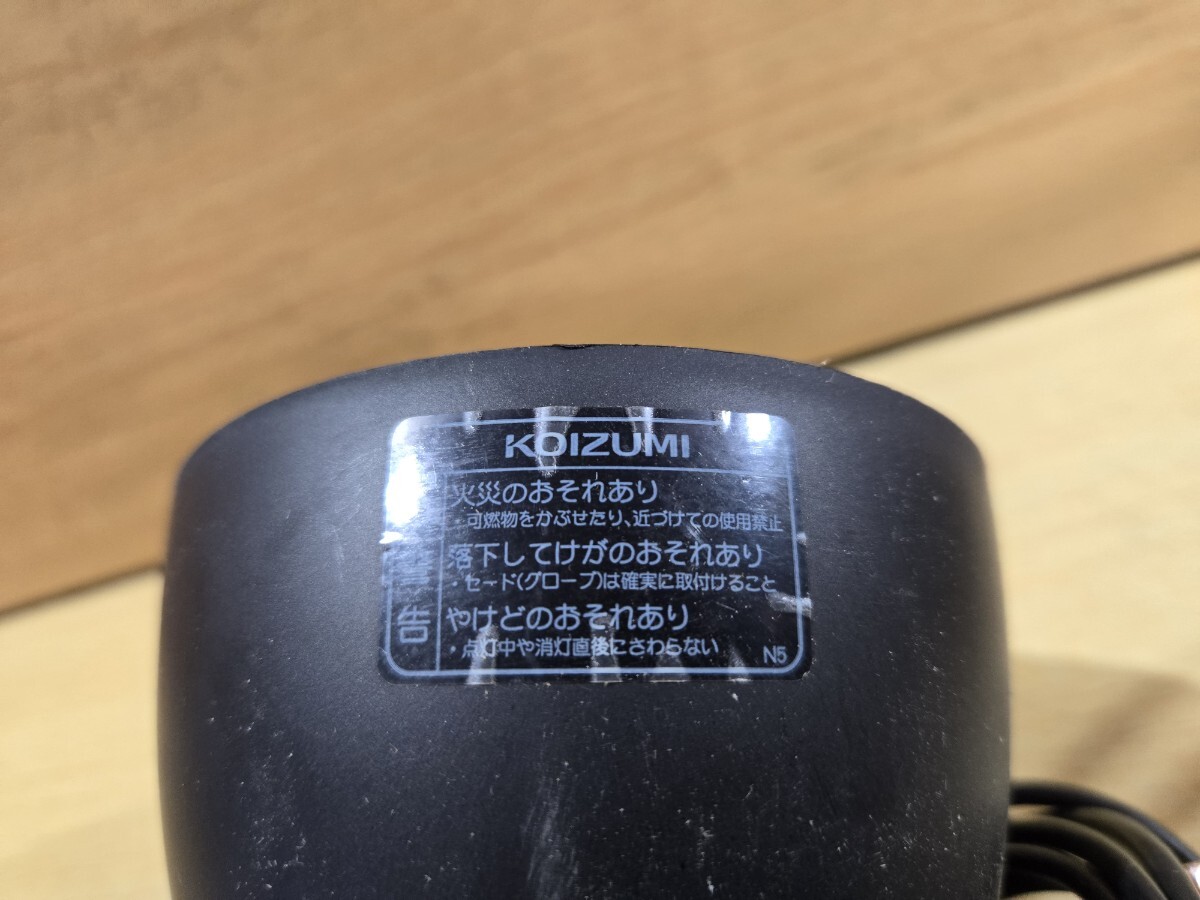 KOIZUMI
警告
火災のおそれあり
・可燃物をかぶせたり、近づけての使用禁止
落下してけがのおそれあり
・セード(グローブ)は確実に取付けること
やけどのおそれあり
・点灯中や消灯直後にさわらない
N5